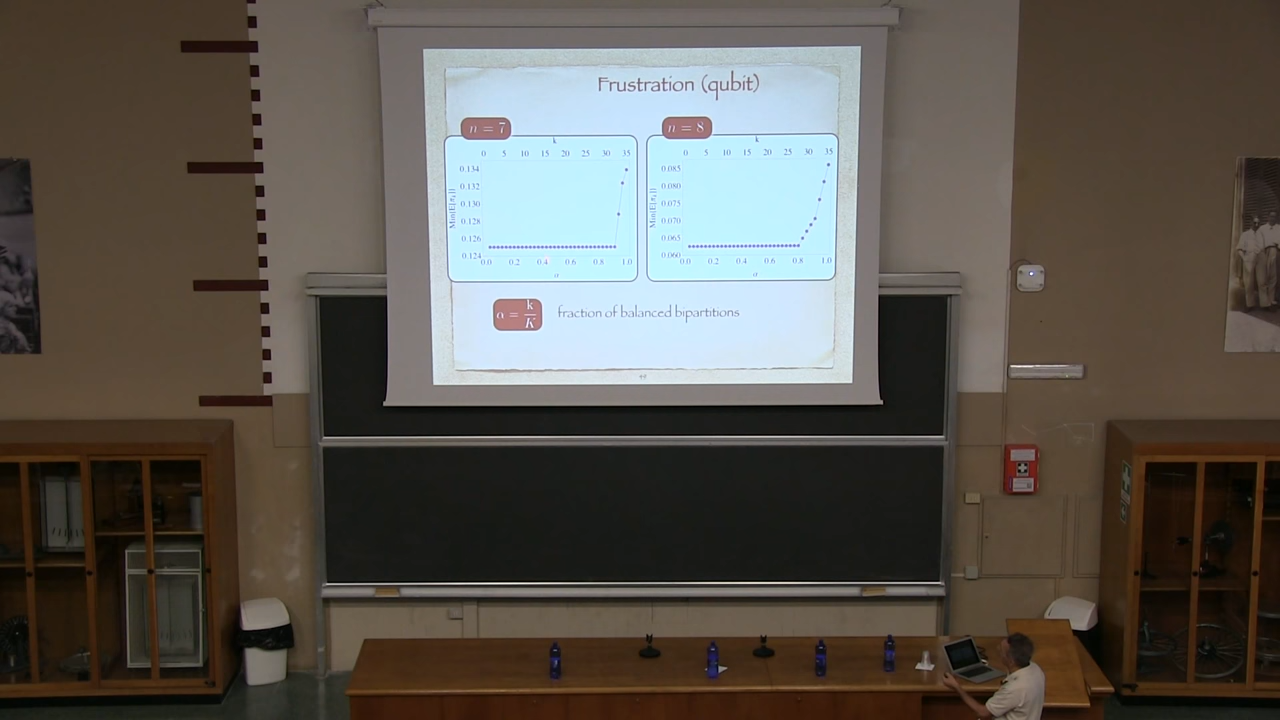 Frustration (qubit)
n = 7
k
0 5 10 15 20 25 30 35
0.134
0.132
0.130
0.128
0.126
0.124
0.0 0.2 0.4 0.6 0.8 1.0
α
n = 8
k
0 5 10 15 20 25 30 35
0.085
0.080
0.075
0.070
0.065
0.060
0.0 0.2 0.4 0.6 0.8 1.0
α
α = k/K fraction of balanced bipartitions